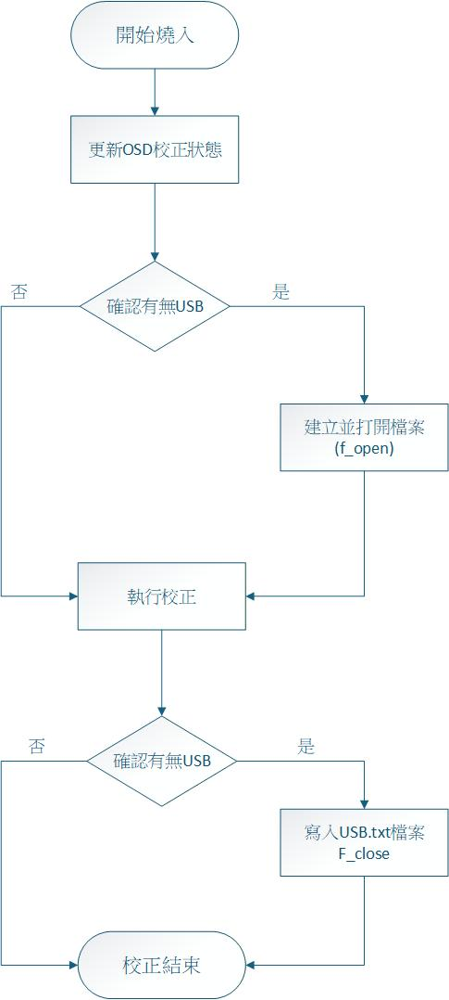 開始燒入
更新OSD校正狀態
確認有無USB
否
是
建立並打開檔案
(f_open)
執行校正
確認有無USB
否
是
寫入USB.txt檔案
F_close
校正結束